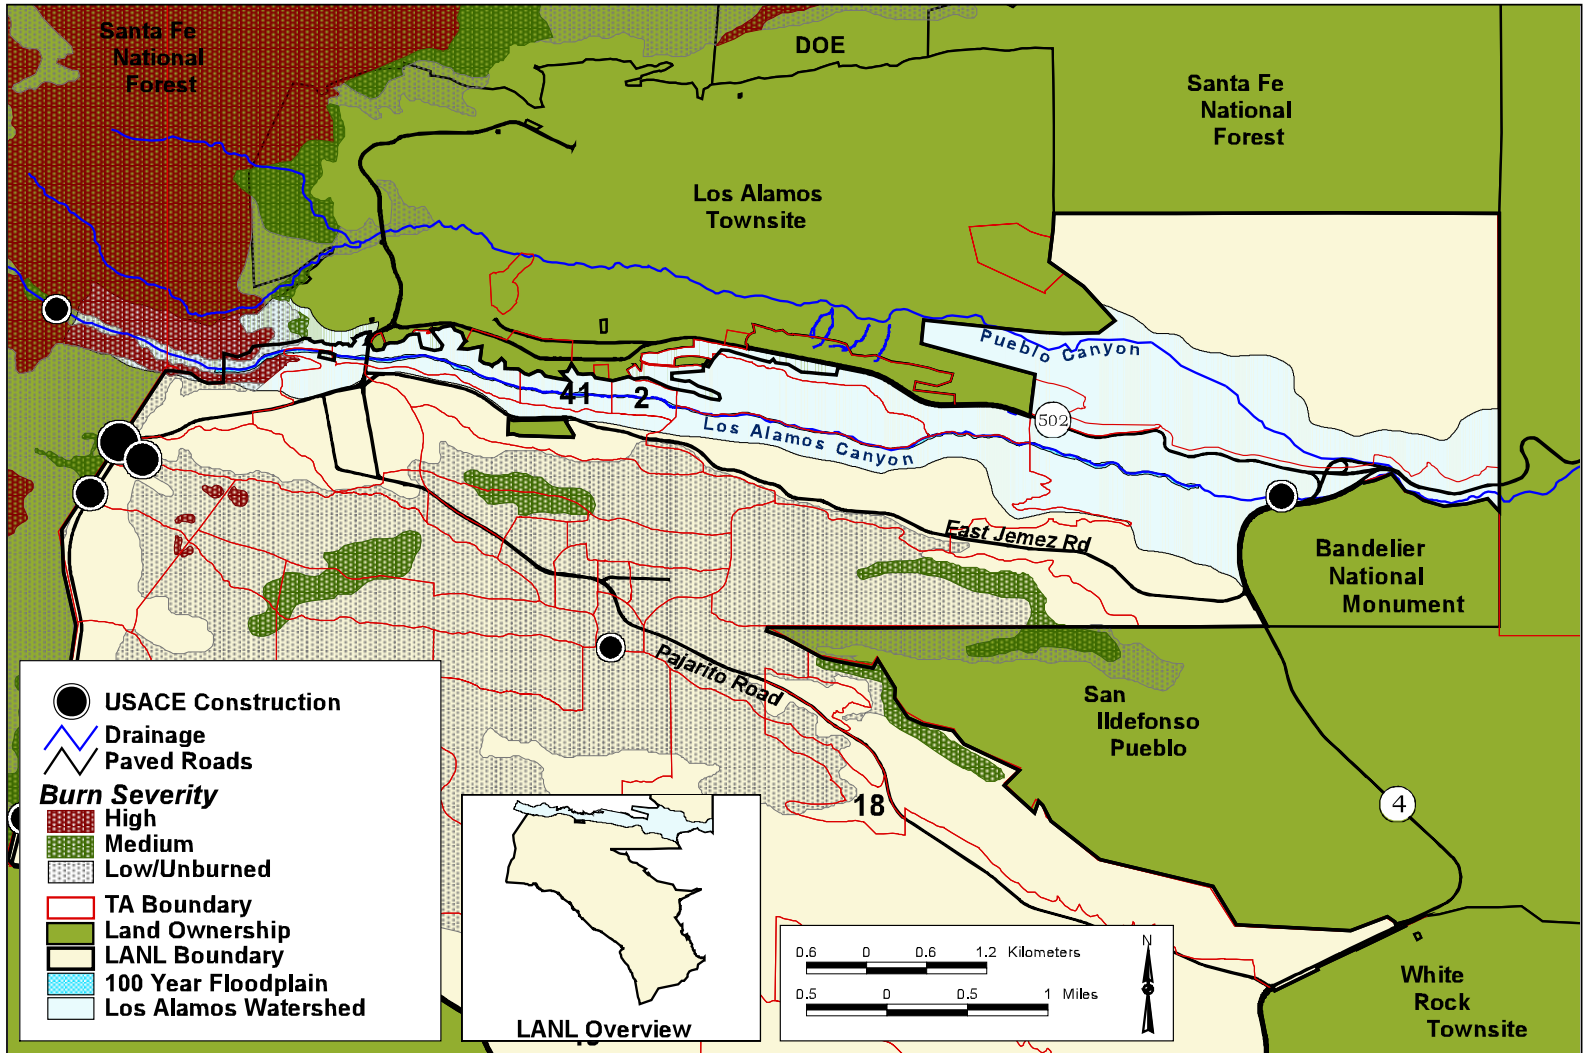 Santa Fe
National
Forest
DOE
Santa Fe
National
Forest
Los Alamos
Townsite
Pueblo Canyon
41
2
502
Los Alamos Canyon
East Jemez Rd
Bandelier
National
Monument
Pajarito Road
San
Ildefonso
Pueblo
18
4
White
Rock
Townsite
USACE Construction
Drainage
Paved Roads
Burn Severity
High
Medium
Low/Unburned
TA Boundary
Land Ownership
LANL Boundary
100 Year Floodplain
Los Alamos Watershed
LANL Overview
0.6 0 0.6 1.2 Kilometers
0.5 0 0.5 1 Miles
N